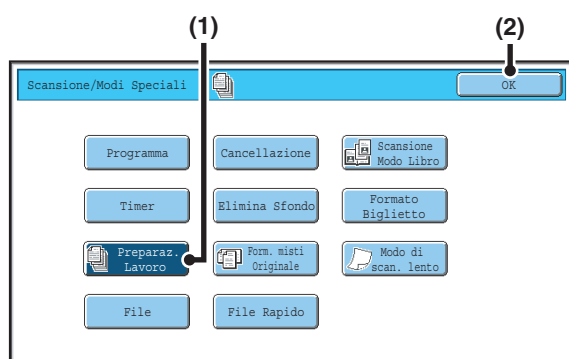 (1)
(2)
Scansione/Modi Speciali
OK
Programma
Cancellazione
Scansione
Modo Libro
Timer
Elimina Sfondo
Formato
Biglietto
Preparaz.
Lavoro
Form. misti
Originale
Modo di
scan. lento
File
File Rapido